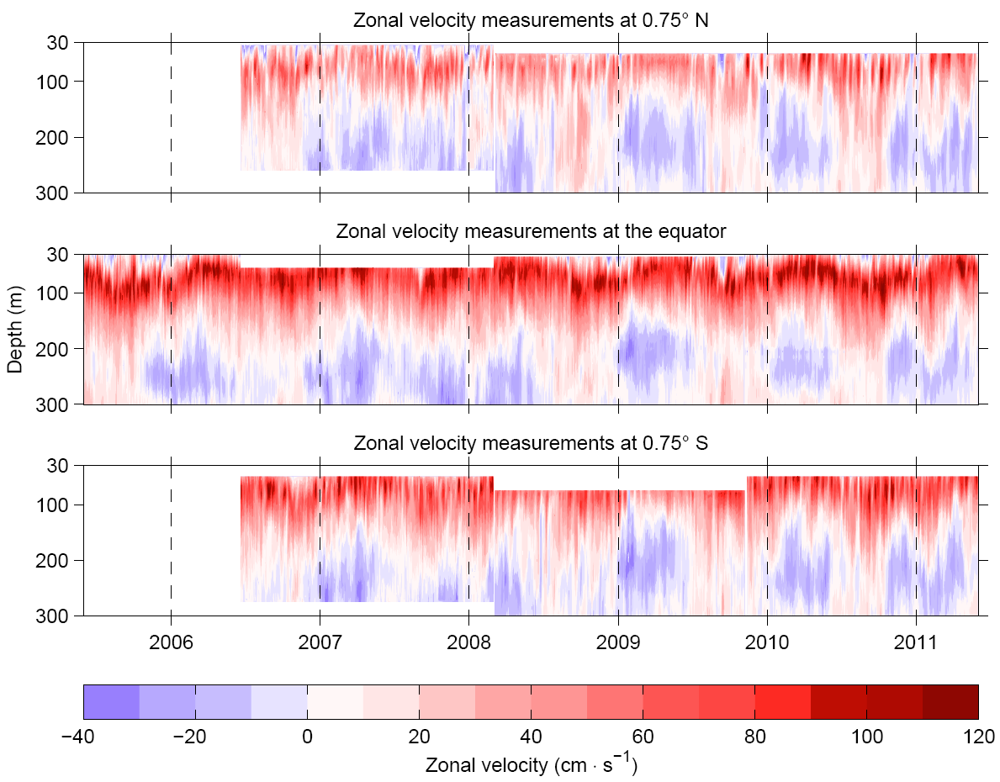 Zonal velocity measurements at 0.75° N
30
100
200
300
Zonal velocity measurements at the equator
30
100
200
300
Depth (m)
Zonal velocity measurements at 0.75° S
30
100
200
300
2006 2007 2008 2009 2010 2011
−40 −20 0 20 40 60 80 100 120
Zonal velocity (cm · s⁻¹)